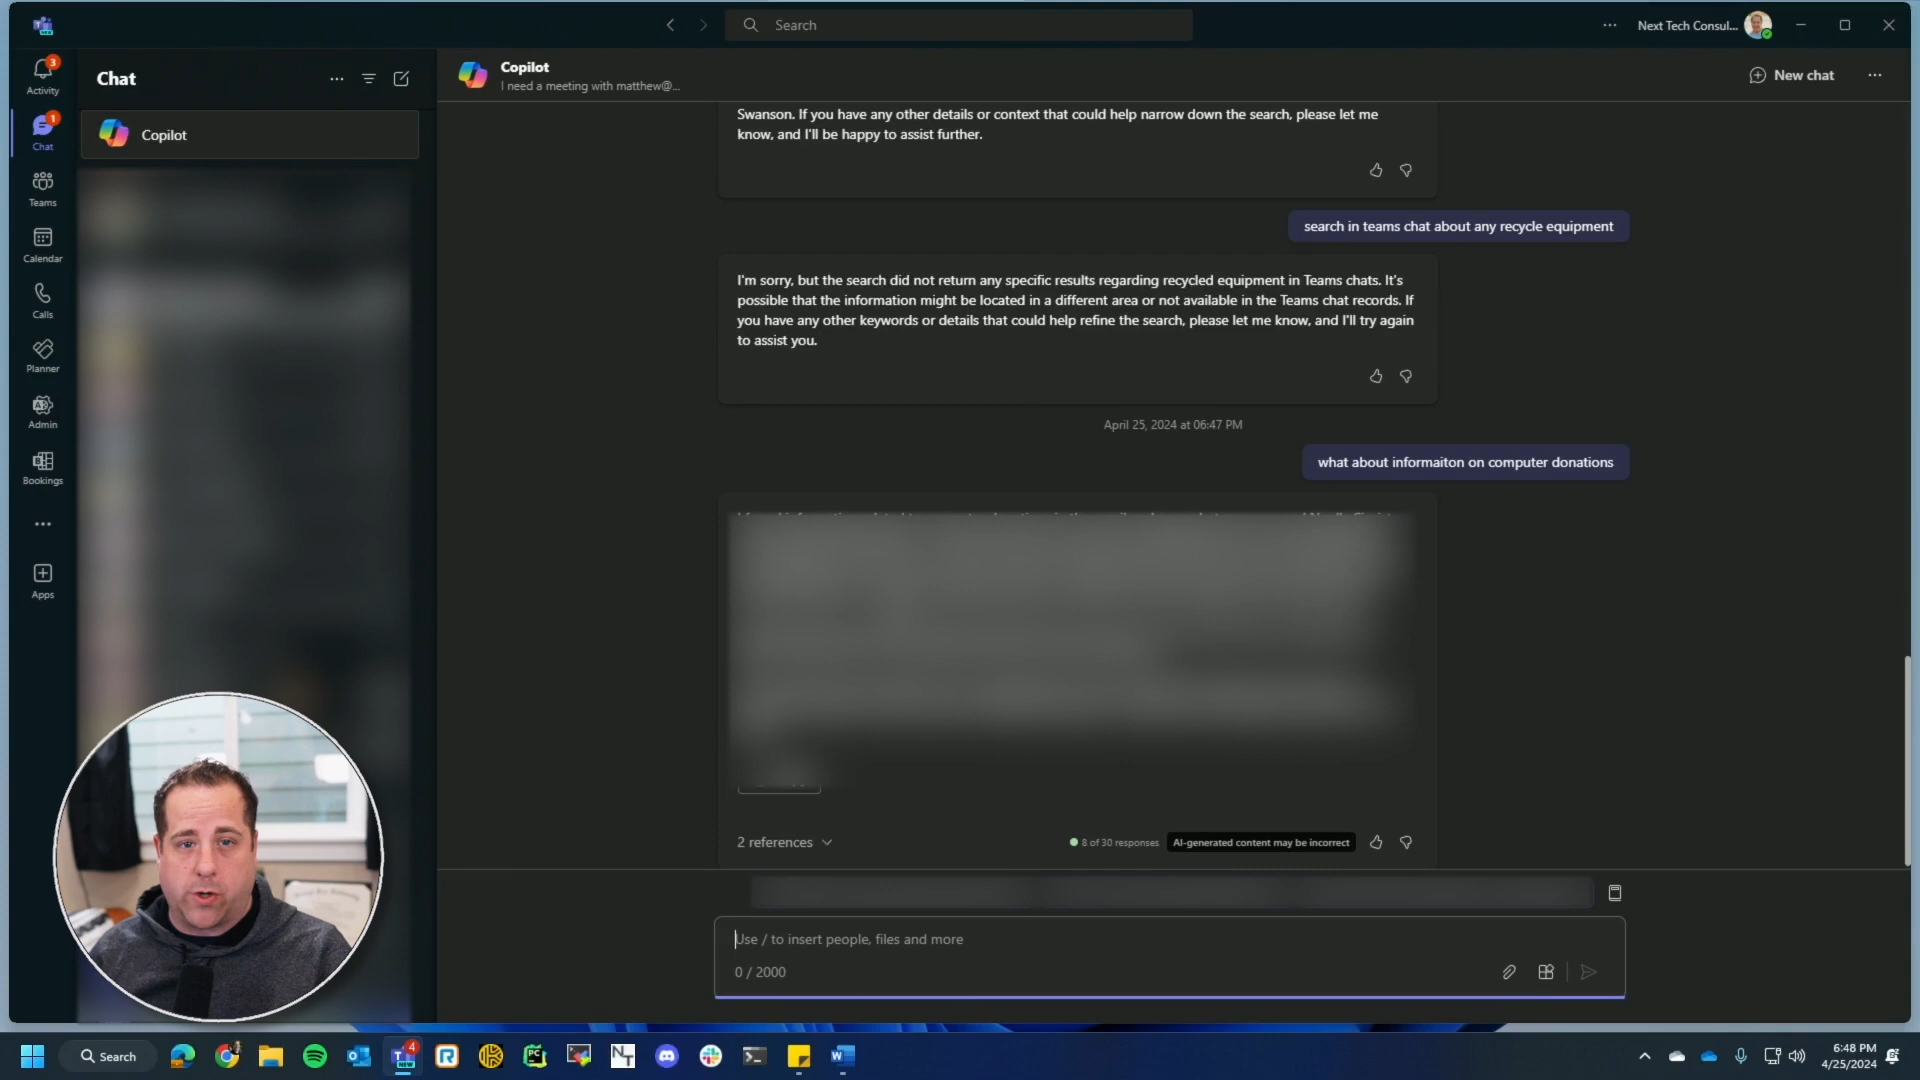 Search
Next Tech Consul...
3
Activity
1
Chat
Teams
Calendar
Calls
Planner
Admin
Bookings
Apps
Chat
Copilot
Copilot
I need a meeting with matthew@...
New chat
Swanson. If you have any other details or context that could help narrow down the search, please let me
know, and I'll be happy to assist further.
search in teams chat about any recycle equipment
I'm sorry, but the search did not return any specific results regarding recycled equipment in Teams chats. It's
possible that the information might be located in a different area or not available in the Teams chat records. If
you have any other keywords or details that could help refine the search, please let me know, and I'll try again
to assist you.
April 25, 2024 at 06:47 PM
what about informaiton on computer donations
2 references
8 of 30 responses
AI-generated content may be incorrect
Use / to insert people, files and more
0 / 2000
Search
4
NEW
PC
NT
6:48 PM
4/25/2024